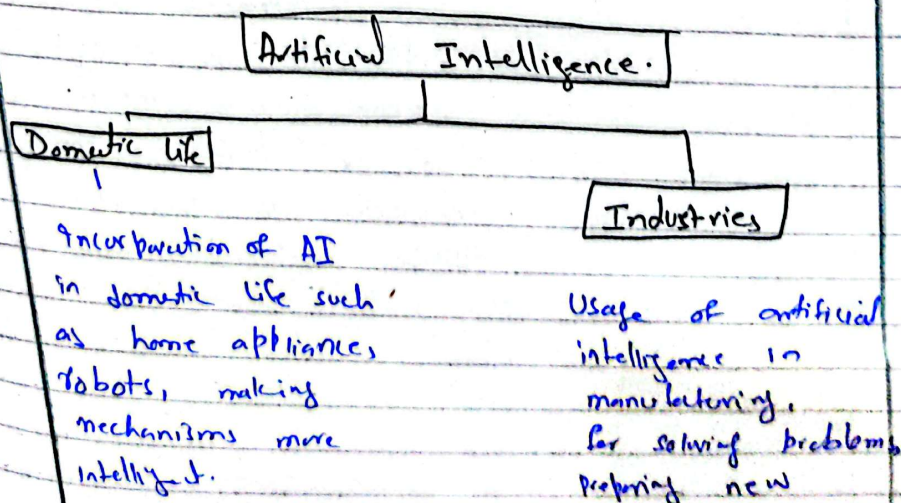 Artificial Intelligence.
Domestic life
Industries
Incorporation of AI
in domestic life such
as home appliances,
robots, making
mechanisms more
intelligent.
Usage of artificial
intelligence in
manufacturing,
for solving problems,
preparing new